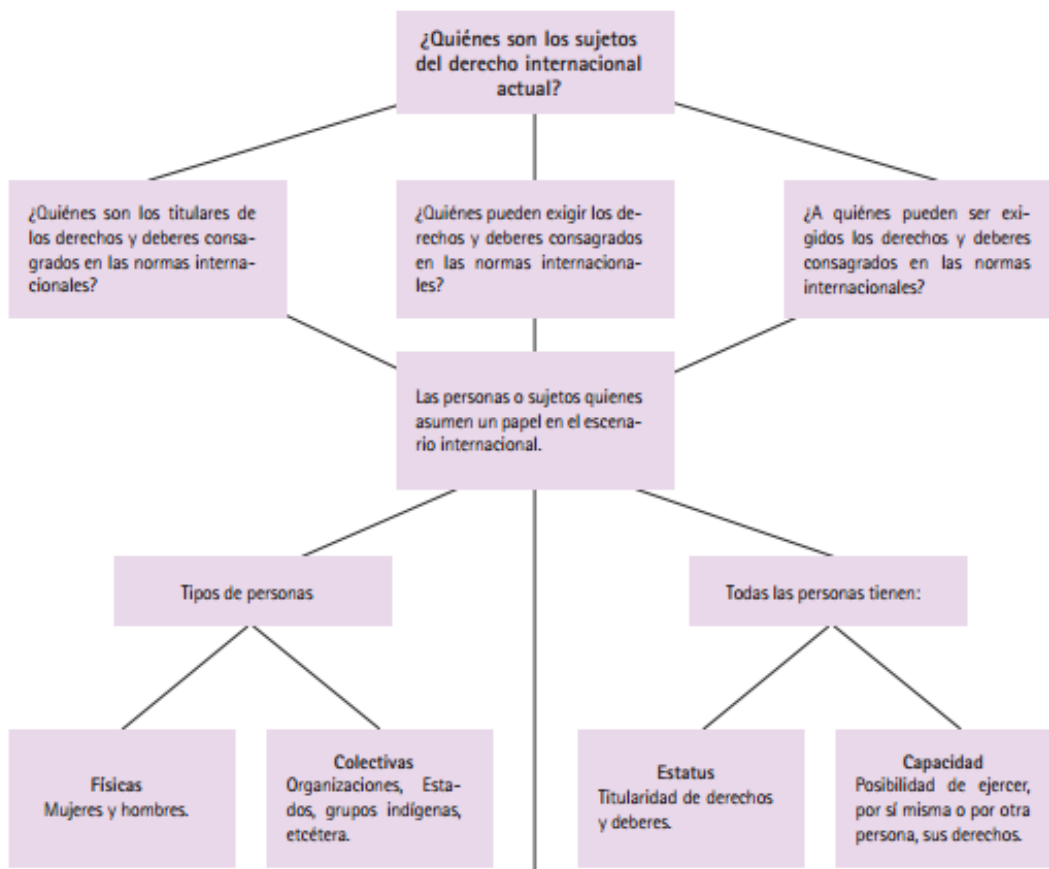 ¿Quiénes son los sujetos
del derecho internacional
actual?
¿Quiénes son los titulares de
los derechos y deberes consa-
grados en las normas interna-
cionales?
¿Quiénes pueden exigir los de-
rechos y deberes consagrados
en las normas internaciona-
les?
¿A quiénes pueden ser exi-
gidos los derechos y deberes
consagrados en las normas
internacionales?
Las personas o sujetos quienes
asumen un papel en el escena-
rio internacional.
Tipos de personas
Todas las personas tienen:
Físicas
Mujeres y hombres.
Colectivas
Organizaciones, Esta-
dos, grupos indígenas,
etcétera.
Estatus
Titularidad de derechos
y deberes.
Capacidad
Posibilidad de ejercer,
por sí misma o por otra
persona, sus derechos.